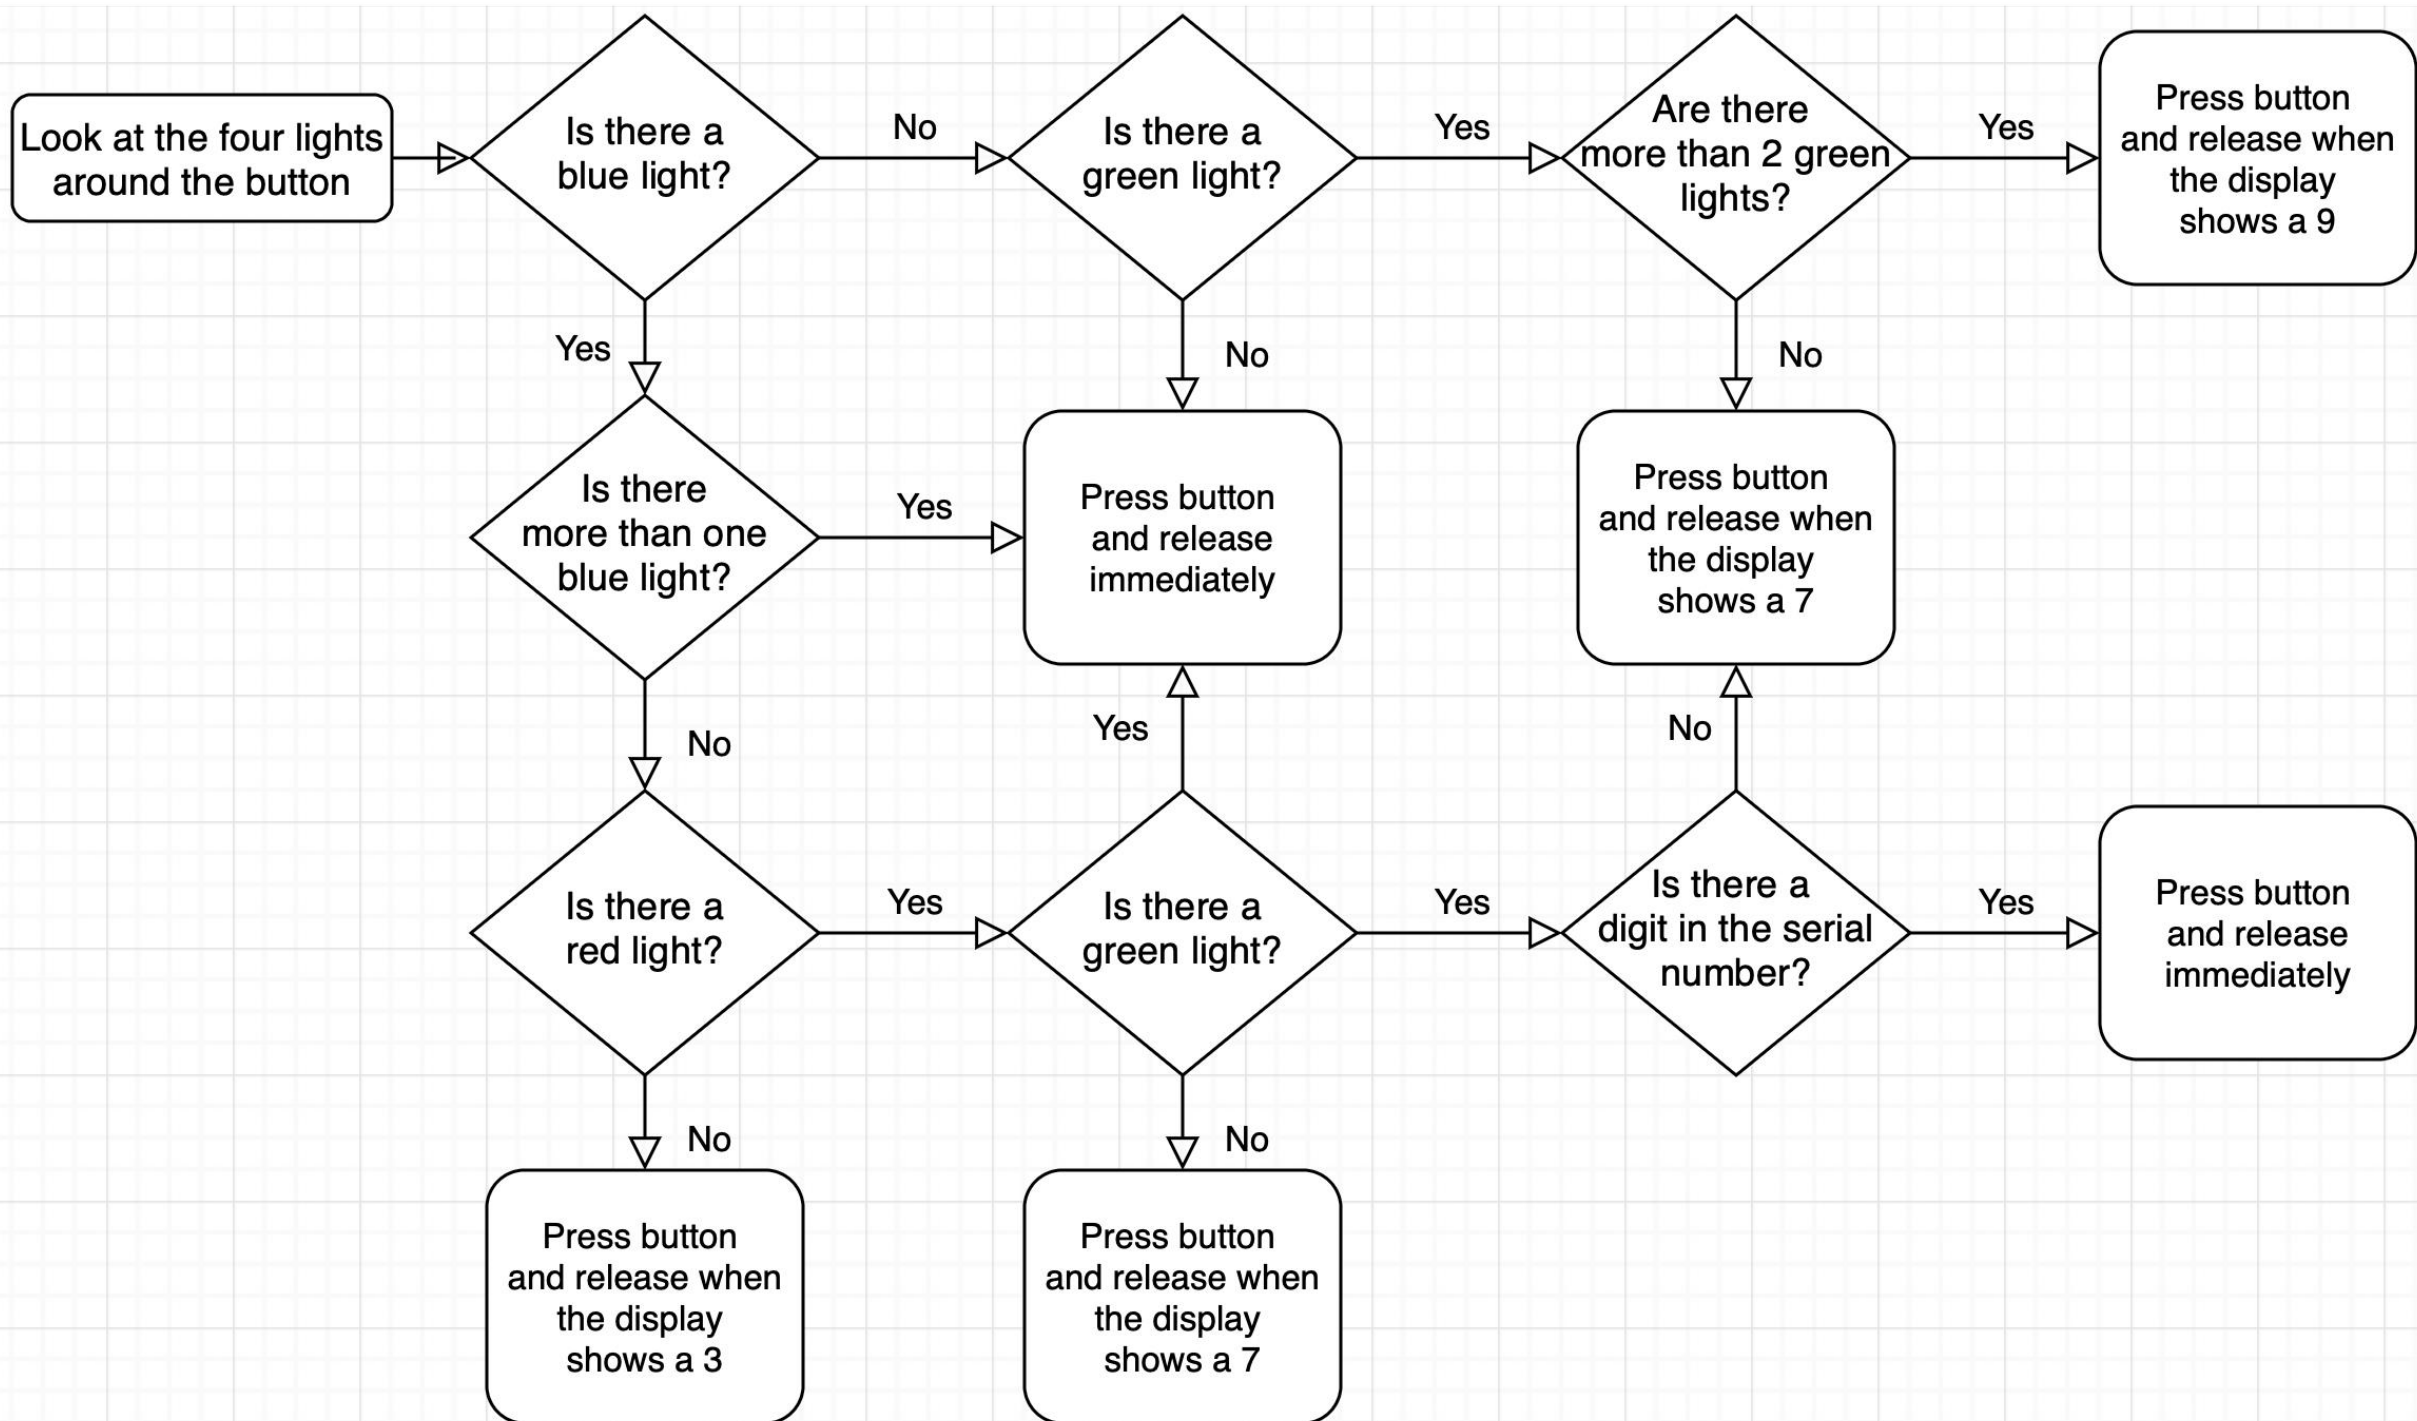 Look at the four lights
around the button
Is there a
blue light?
No
Is there a
green light?
Yes
Are there
more than 2 green
lights?
Yes
Press button
and release when
the display
shows a 9
Yes
No
No
Is there
more than one
blue light?
Yes
Press button
and release
immediately
Press button
and release when
the display
shows a 7
No
Yes
No
Is there a
red light?
Yes
Is there a
green light?
Yes
Is there a
digit in the serial
number?
Yes
Press button
and release
immediately
No
No
Press button
and release when
the display
shows a 3
Press button
and release when
the display
shows a 7